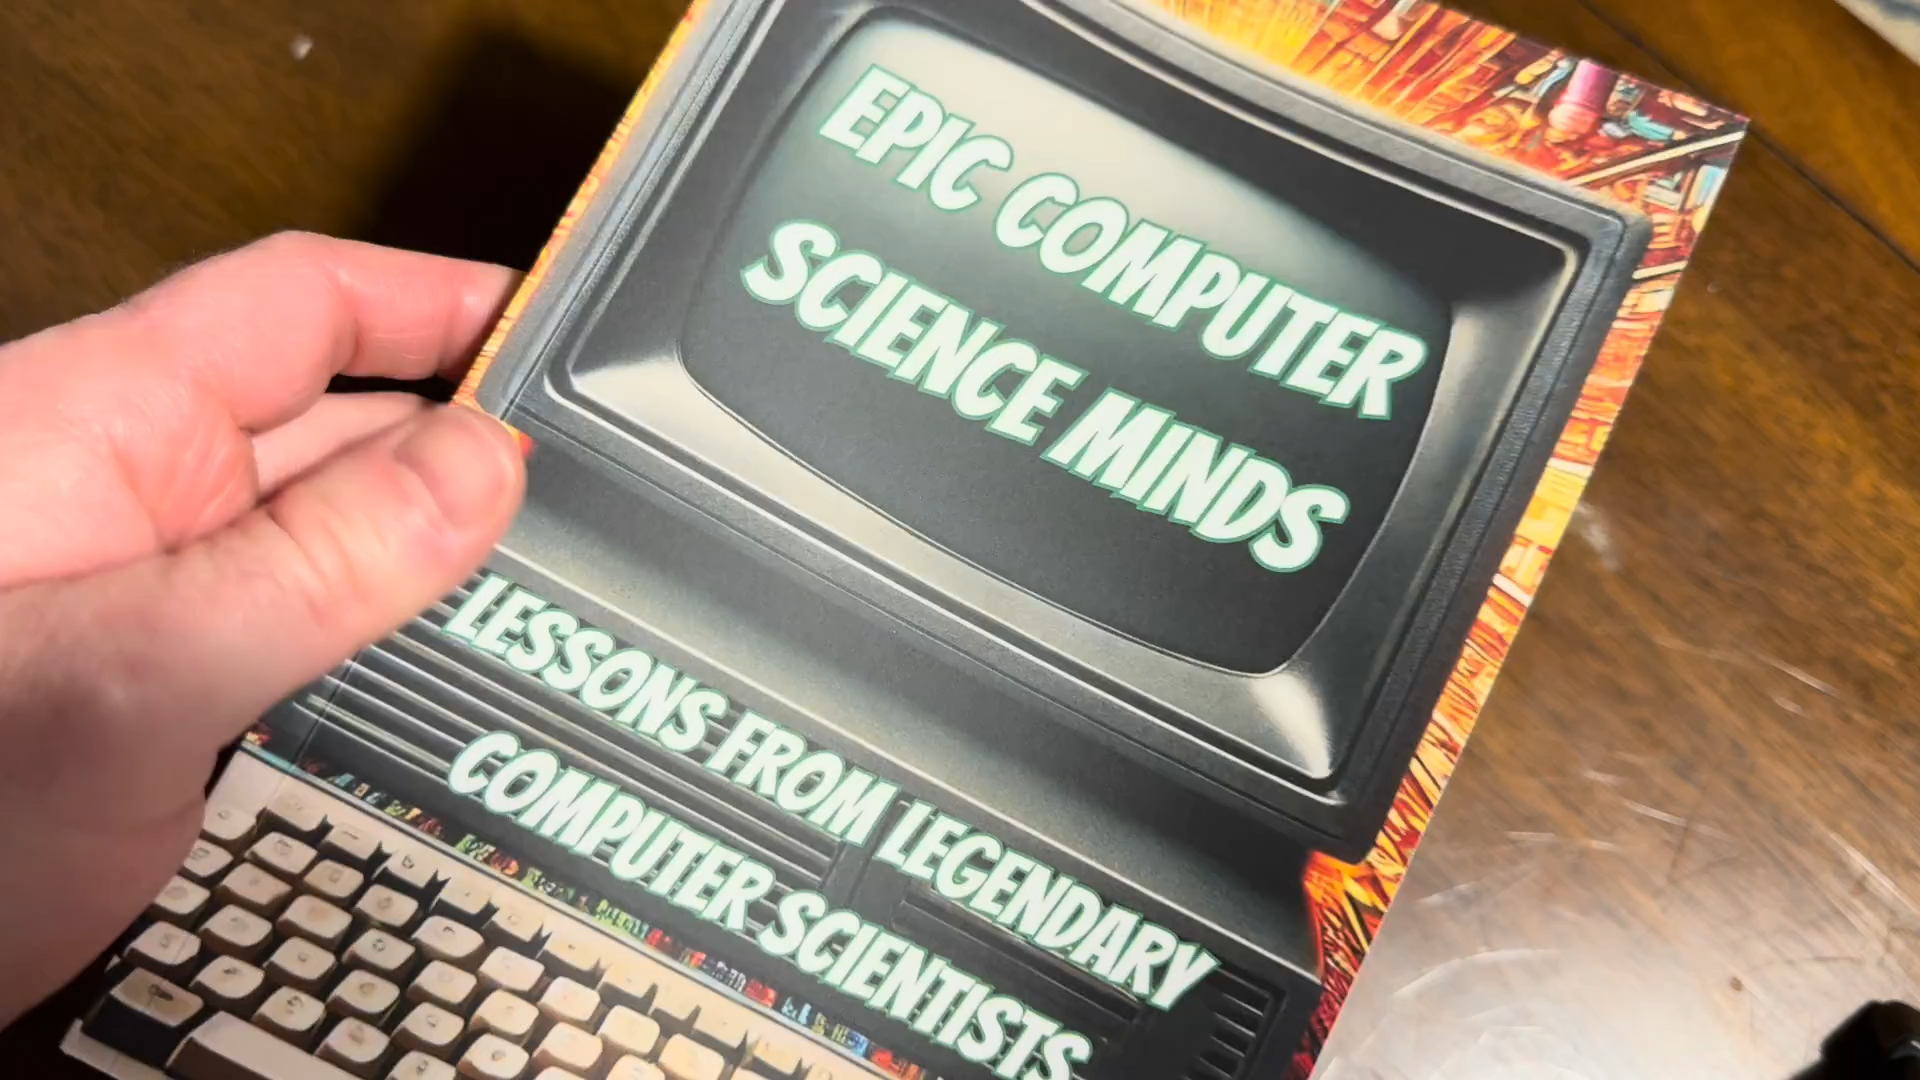 EPIC COMPUTER
SCIENCE MINDS
LESSONS FROM LEGENDARY
COMPUTER SCIENTISTS